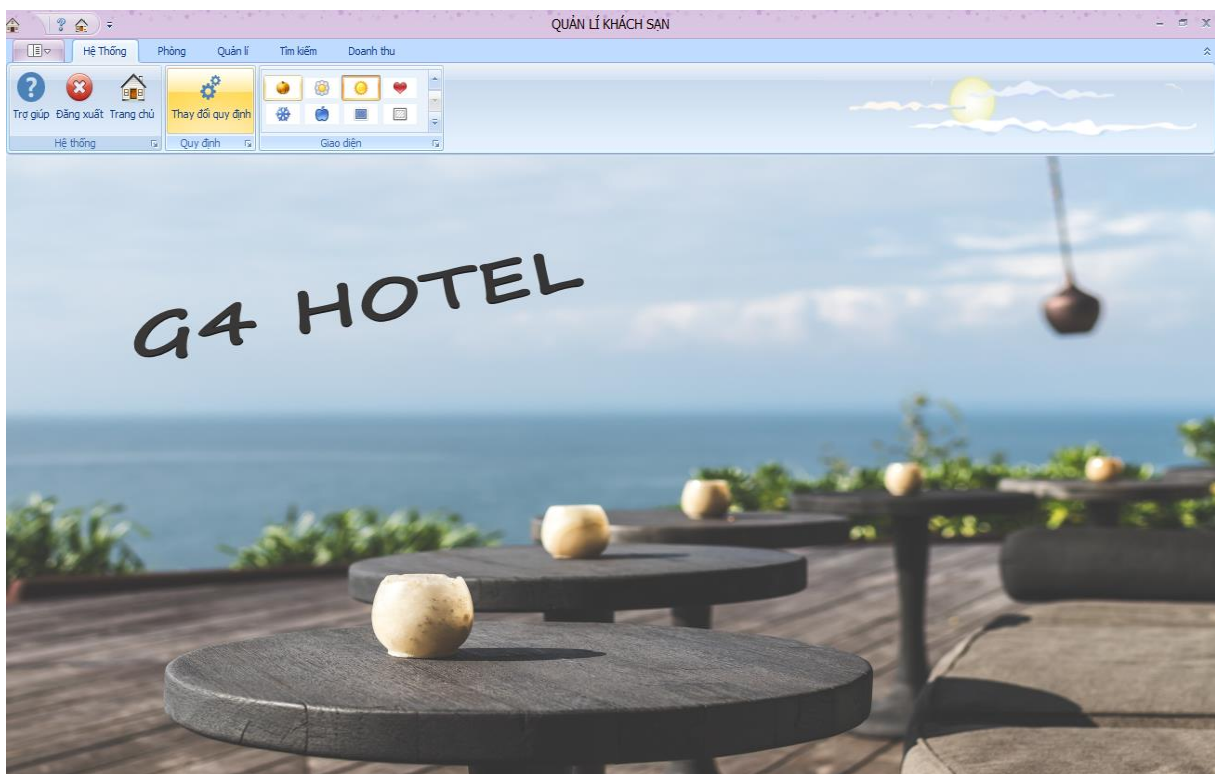 QUẢN LÍ KHÁCH SẠN
Hệ Thống Phòng Quản lí Tìm kiếm Doanh thu
Trợ giúp Đăng xuất Trang chủ Thay đổi quy định
Hệ thống Quy định Giao diện
G4 HOTEL